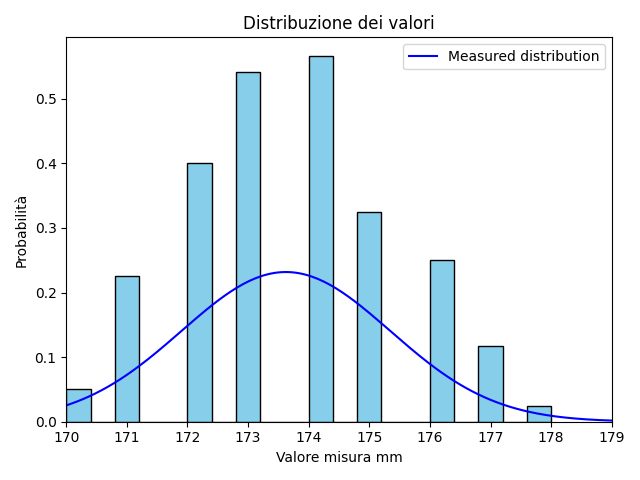 Distribuzione dei valori
Measured distribution
Probabilità
0.5
0.4
0.3
0.2
0.1
0.0
170 171 172 173 174 175 176 177 178 179
Valore misura mm